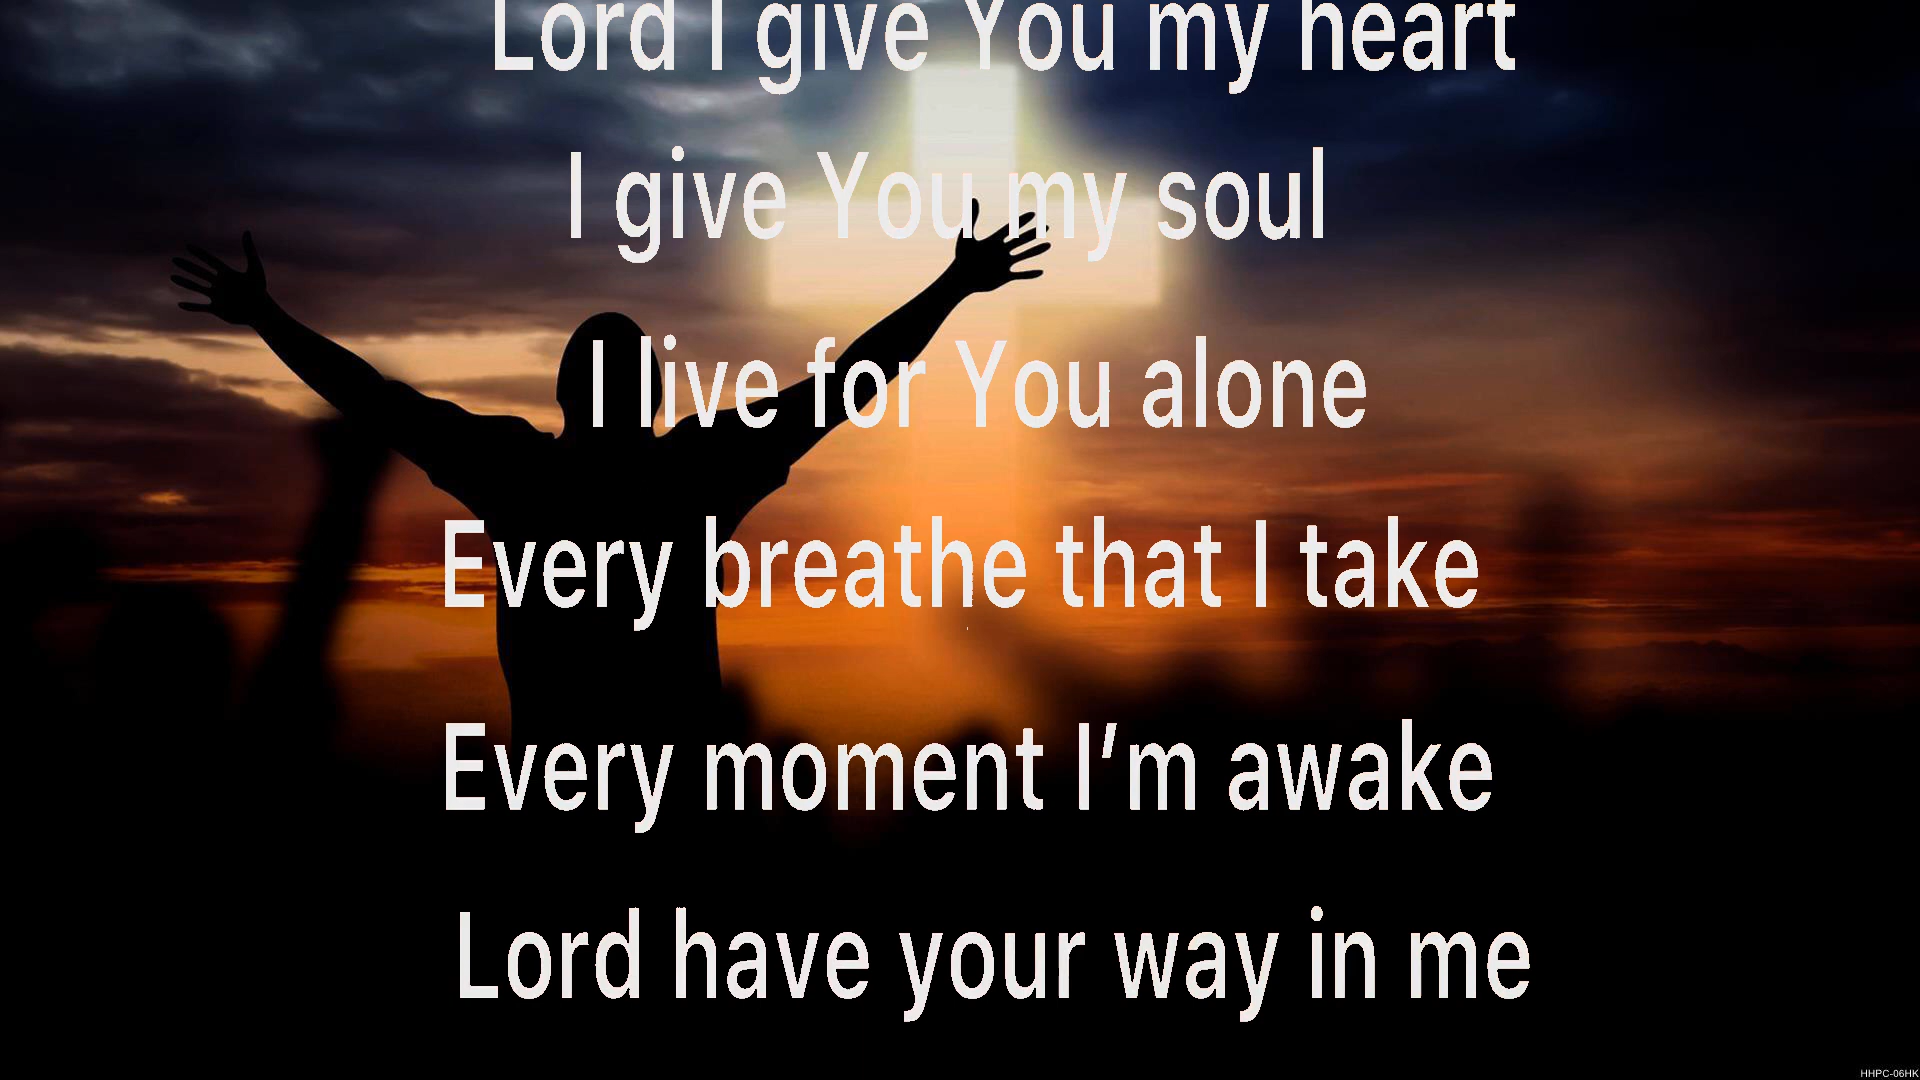 Lord I give You my heart
I give You my soul
I live for You alone
Every breathe that I take
Every moment I’m awake
Lord have your way in me
HHPC-06HK